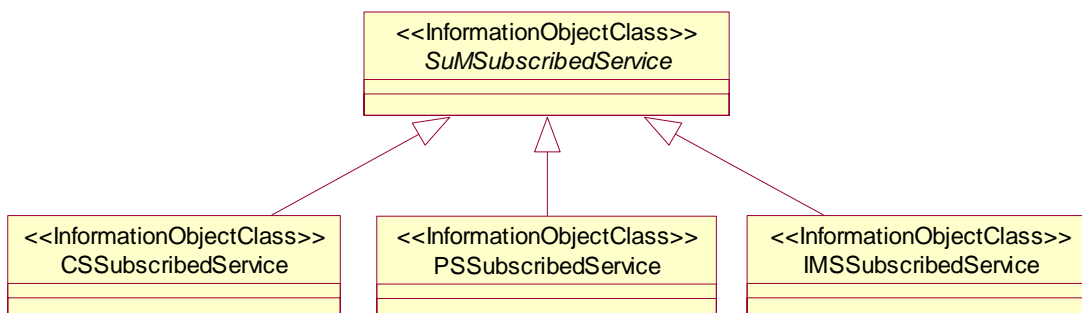 <<InformationObjectClass>>
SuMSubscribedService
<<InformationObjectClass>>
CSSubscribedService
<<InformationObjectClass>>
PSSubscribedService
<<InformationObjectClass>>
IMSSubscribedService